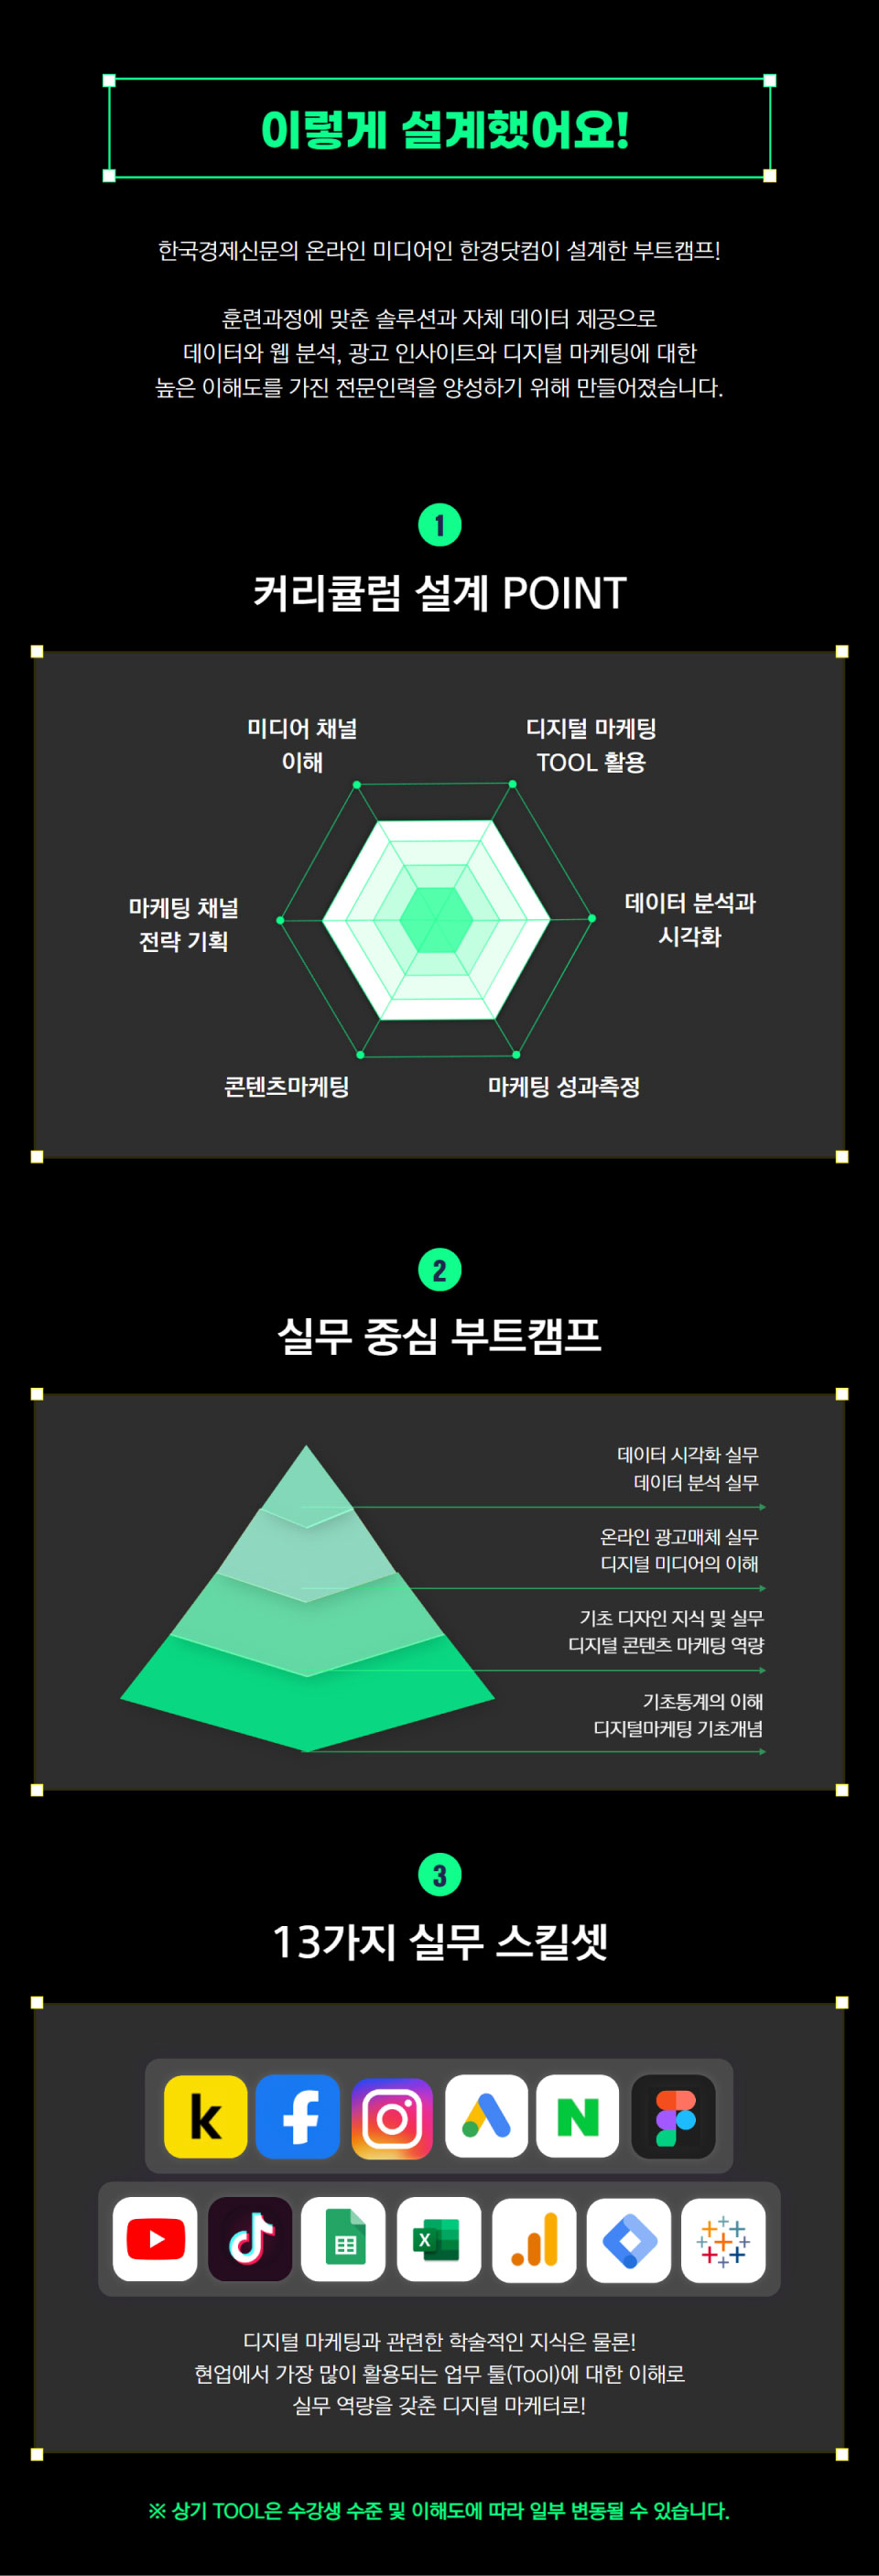 이렇게 설계했어요!
한국경제신문의 온라인 미디어인 한경닷컴이 설계한 부트캠프!
훈련과정에 맞춘 솔루션과 자체 데이터 제공으로
데이터와 웹 분석, 광고 인사이트와 디지털 마케팅에 대한
높은 이해도를 가진 전문인력을 양성하기 위해 만들어졌습니다.
1
커리큘럼 설계 POINT
미디어 채널
이해
디지털 마케팅
TOOL 활용
마케팅 채널
전략 기획
데이터 분석과
시각화
콘텐츠마케팅
마케팅 성과측정
2
실무 중심 부트캠프
데이터 시각화 실무
데이터 분석 실무
온라인 광고매체 실무
디지털 미디어의 이해
기초 디자인 지식 및 실무
디지털 콘텐츠 마케팅 역량
기초통계의 이해
디지털마케팅 기초개념
3
13가지 실무 스킬셋
k
f
N
X
디지털 마케팅과 관련한 학술적인 지식은 물론!
현업에서 가장 많이 활용되는 업무 툴(Tool)에 대한 이해로
실무 역량을 갖춘 디지털 마케터로!
※ 상기 TOOL은 수강생 수준 및 이해도에 따라 일부 변동될 수 있습니다.